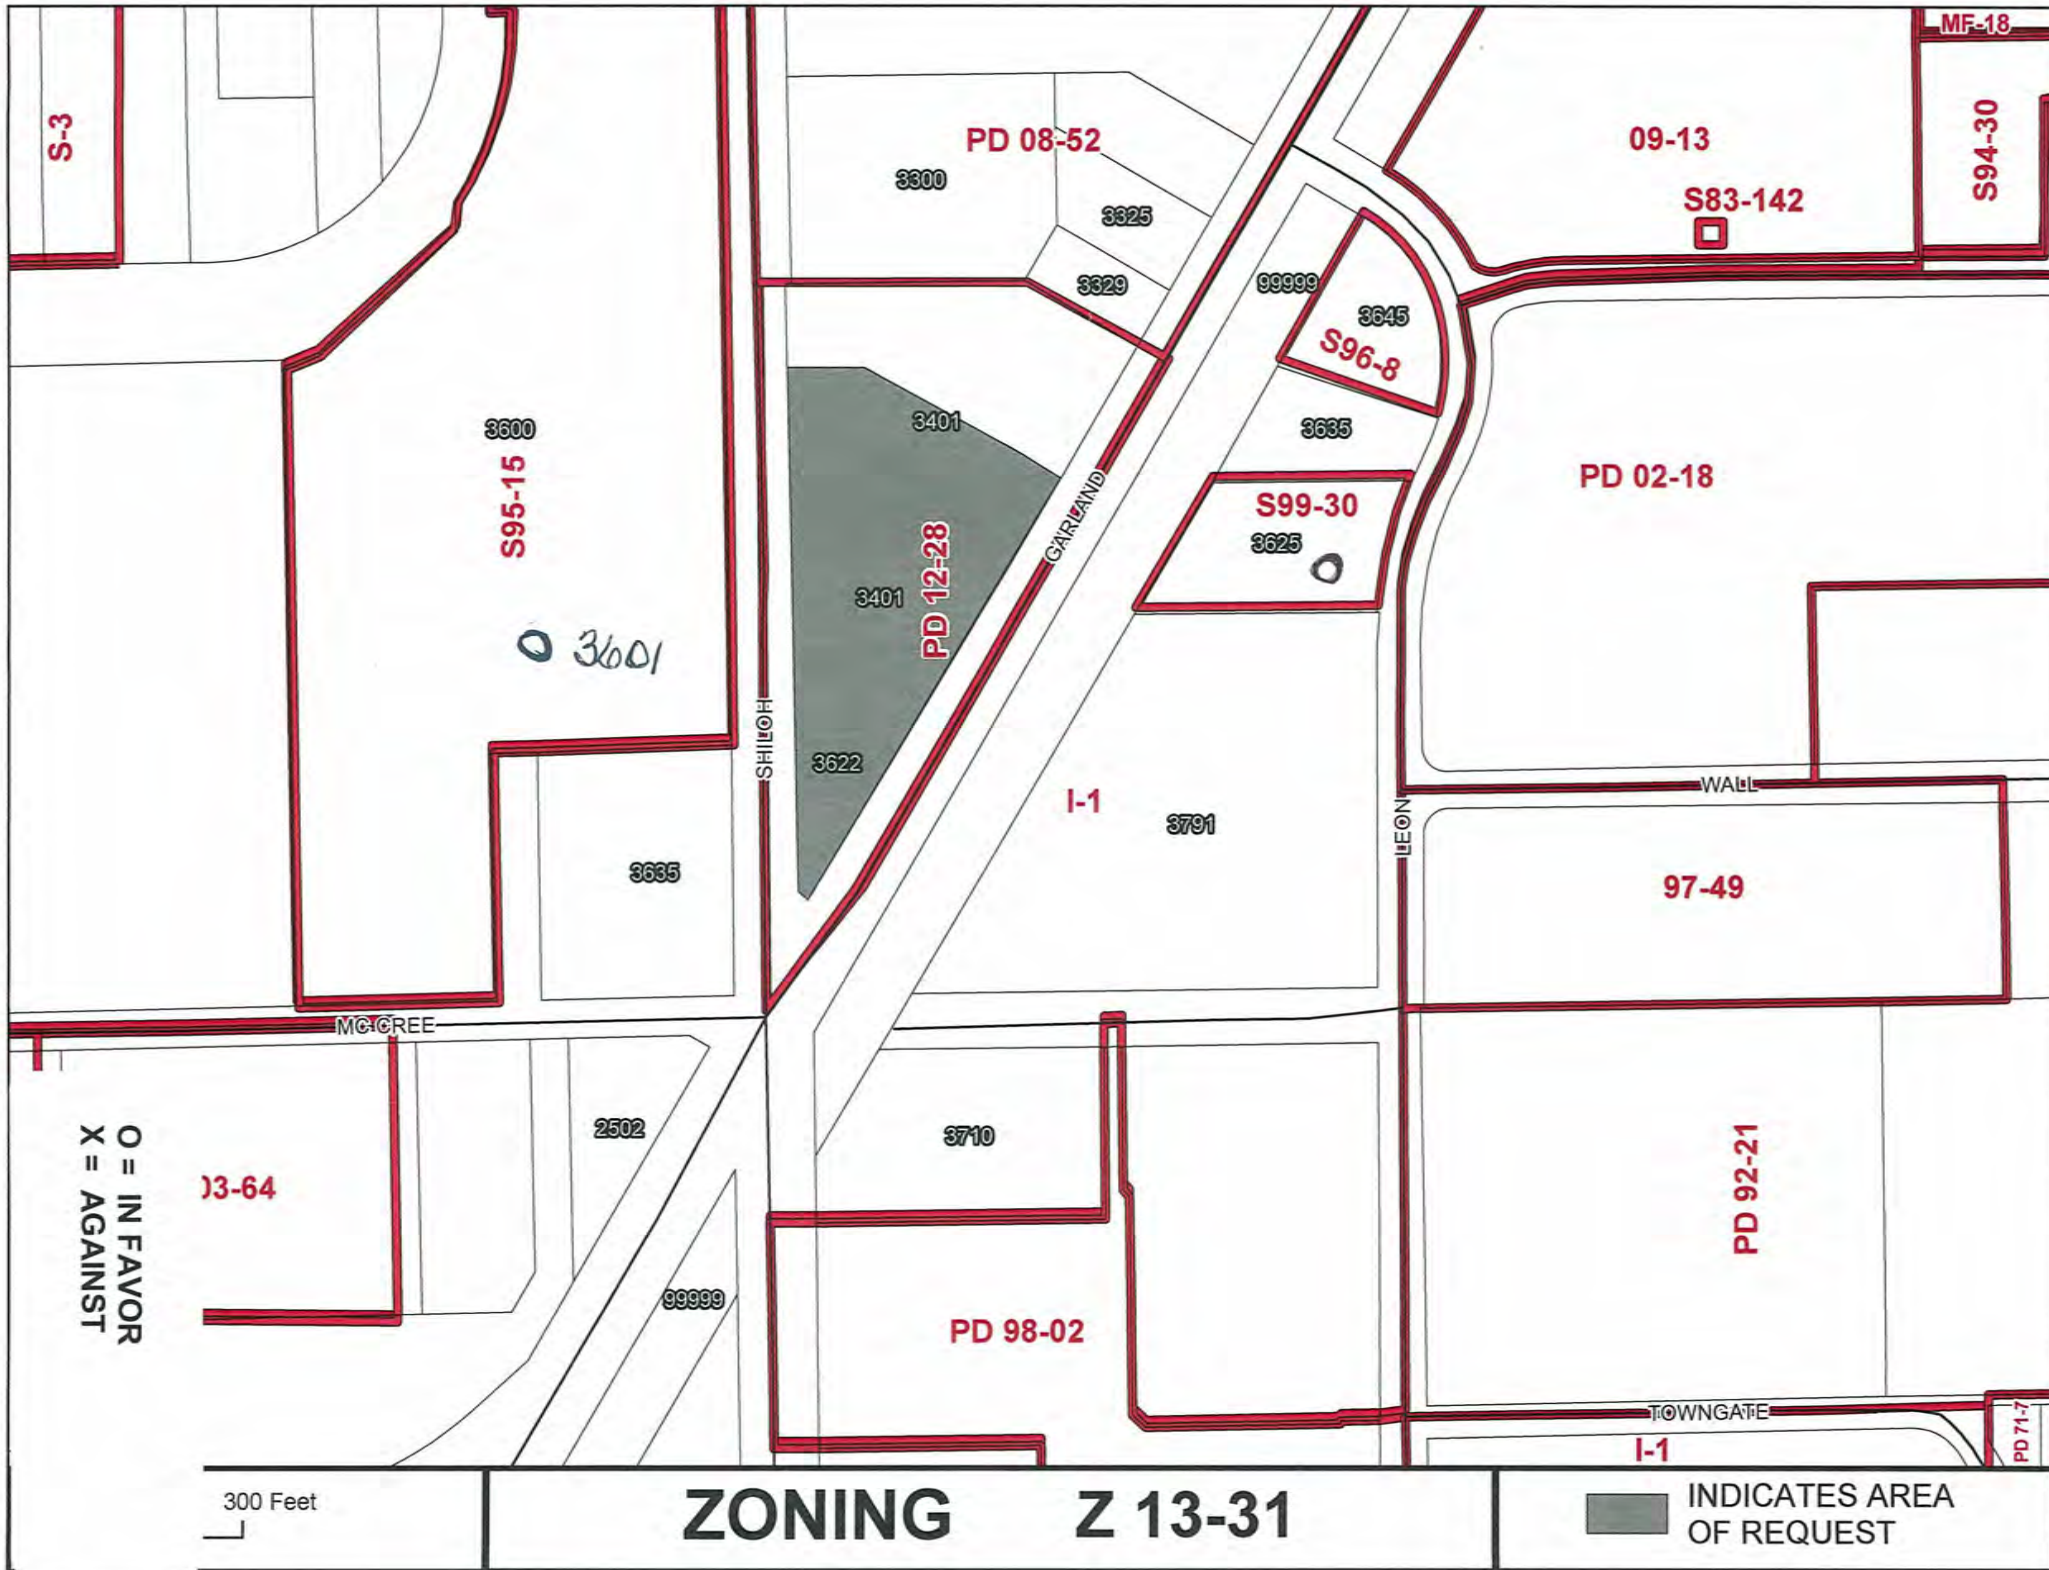 MF-18
S-3
PD 08-52
09-13
S94-30
3300
S83-142
3325
3329
99999
3645
S96-8
3600
3401
3635
S95-15
PD 02-18
GARLAND
S99-30
3625
O
PD 12-28
3401
O 3601
SHILOH
3622
I-1
WALL
3791
LEON
3635
97-49
MC CREE
2502
3710
O = IN FAVOR
X = AGAINST
03-64
PD 92-21
99999
PD 98-02
TOWNGATE
I-1
PD 71-7
300 Feet
ZONING Z 13-31
INDICATES AREA
OF REQUEST